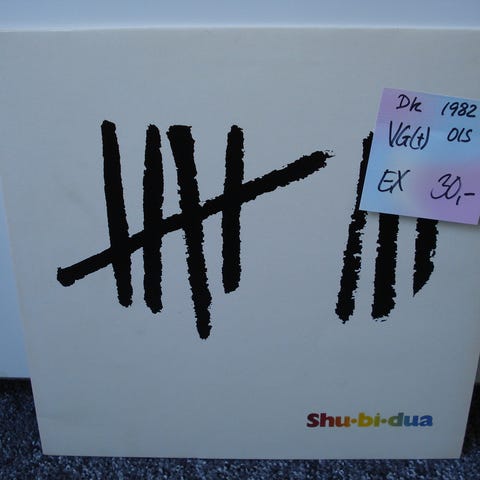 Dk 1982
VG(+) OIS
EX 30,-
Shu·bi·dua